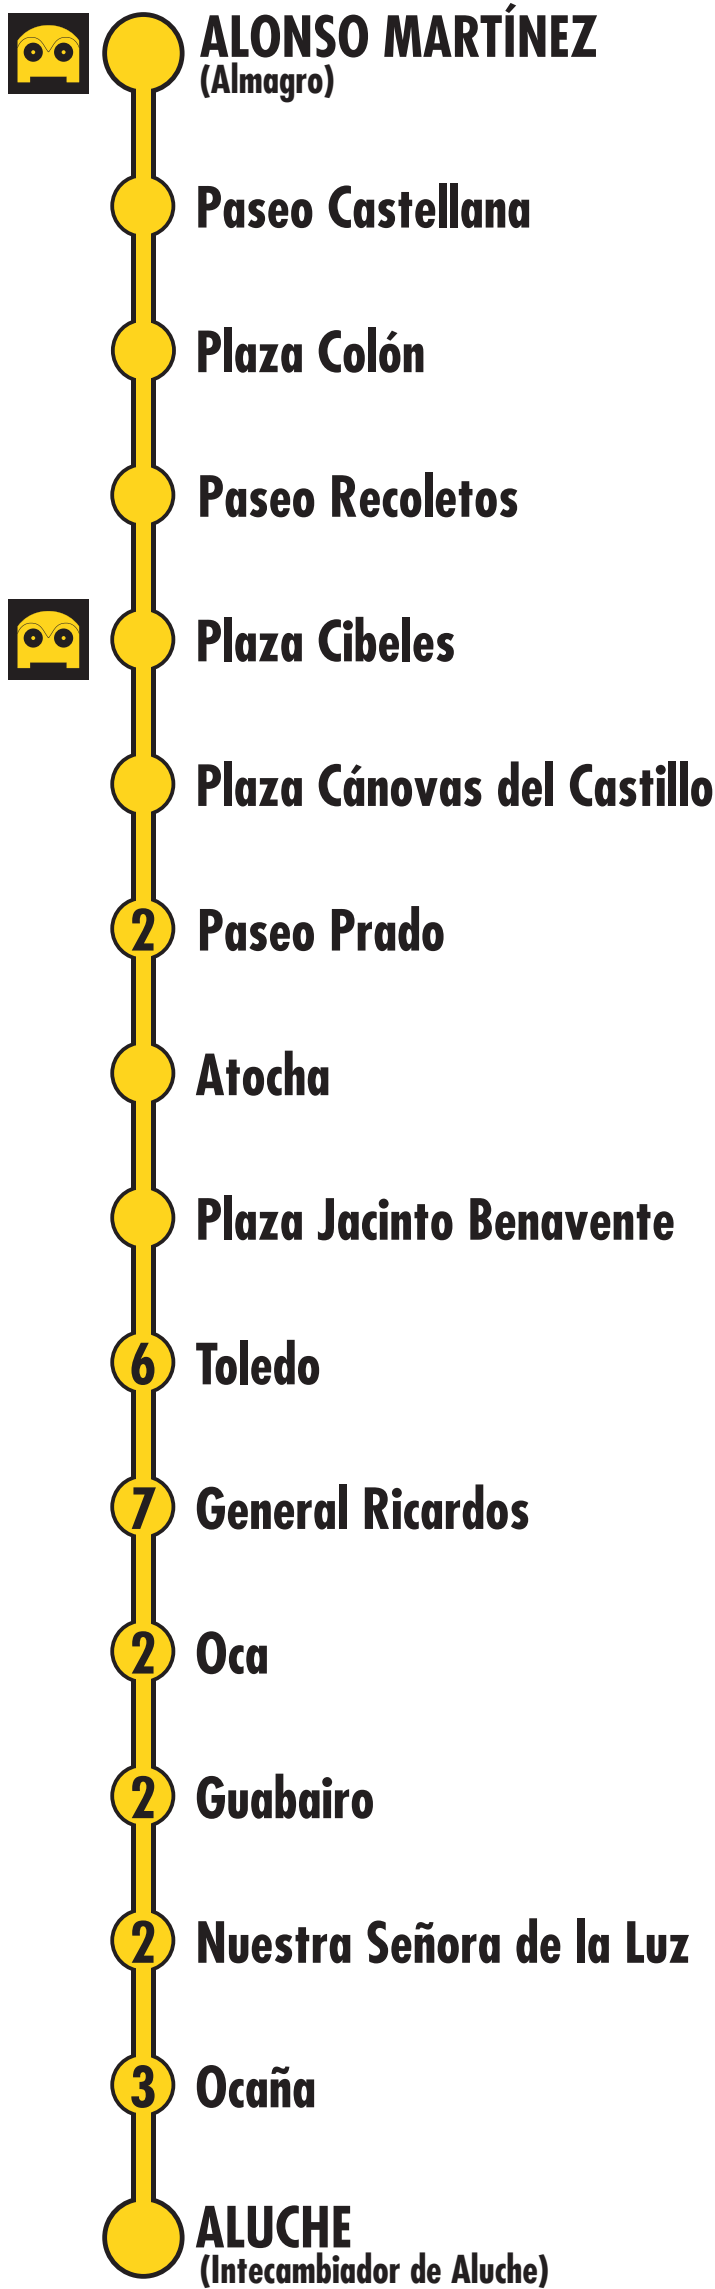 ALONSO MARTÍNEZ
(Almagro)
Paseo Castellana
Plaza Colón
Paseo Recoletos
Plaza Cibeles
Plaza Cánovas del Castillo
2 Paseo Prado
Atocha
Plaza Jacinto Benavente
6 Toledo
7 General Ricardos
2 Oca
2 Guabairo
2 Nuestra Señora de la Luz
3 Ocaña
ALUCHE
(Intecambiador de Aluche)